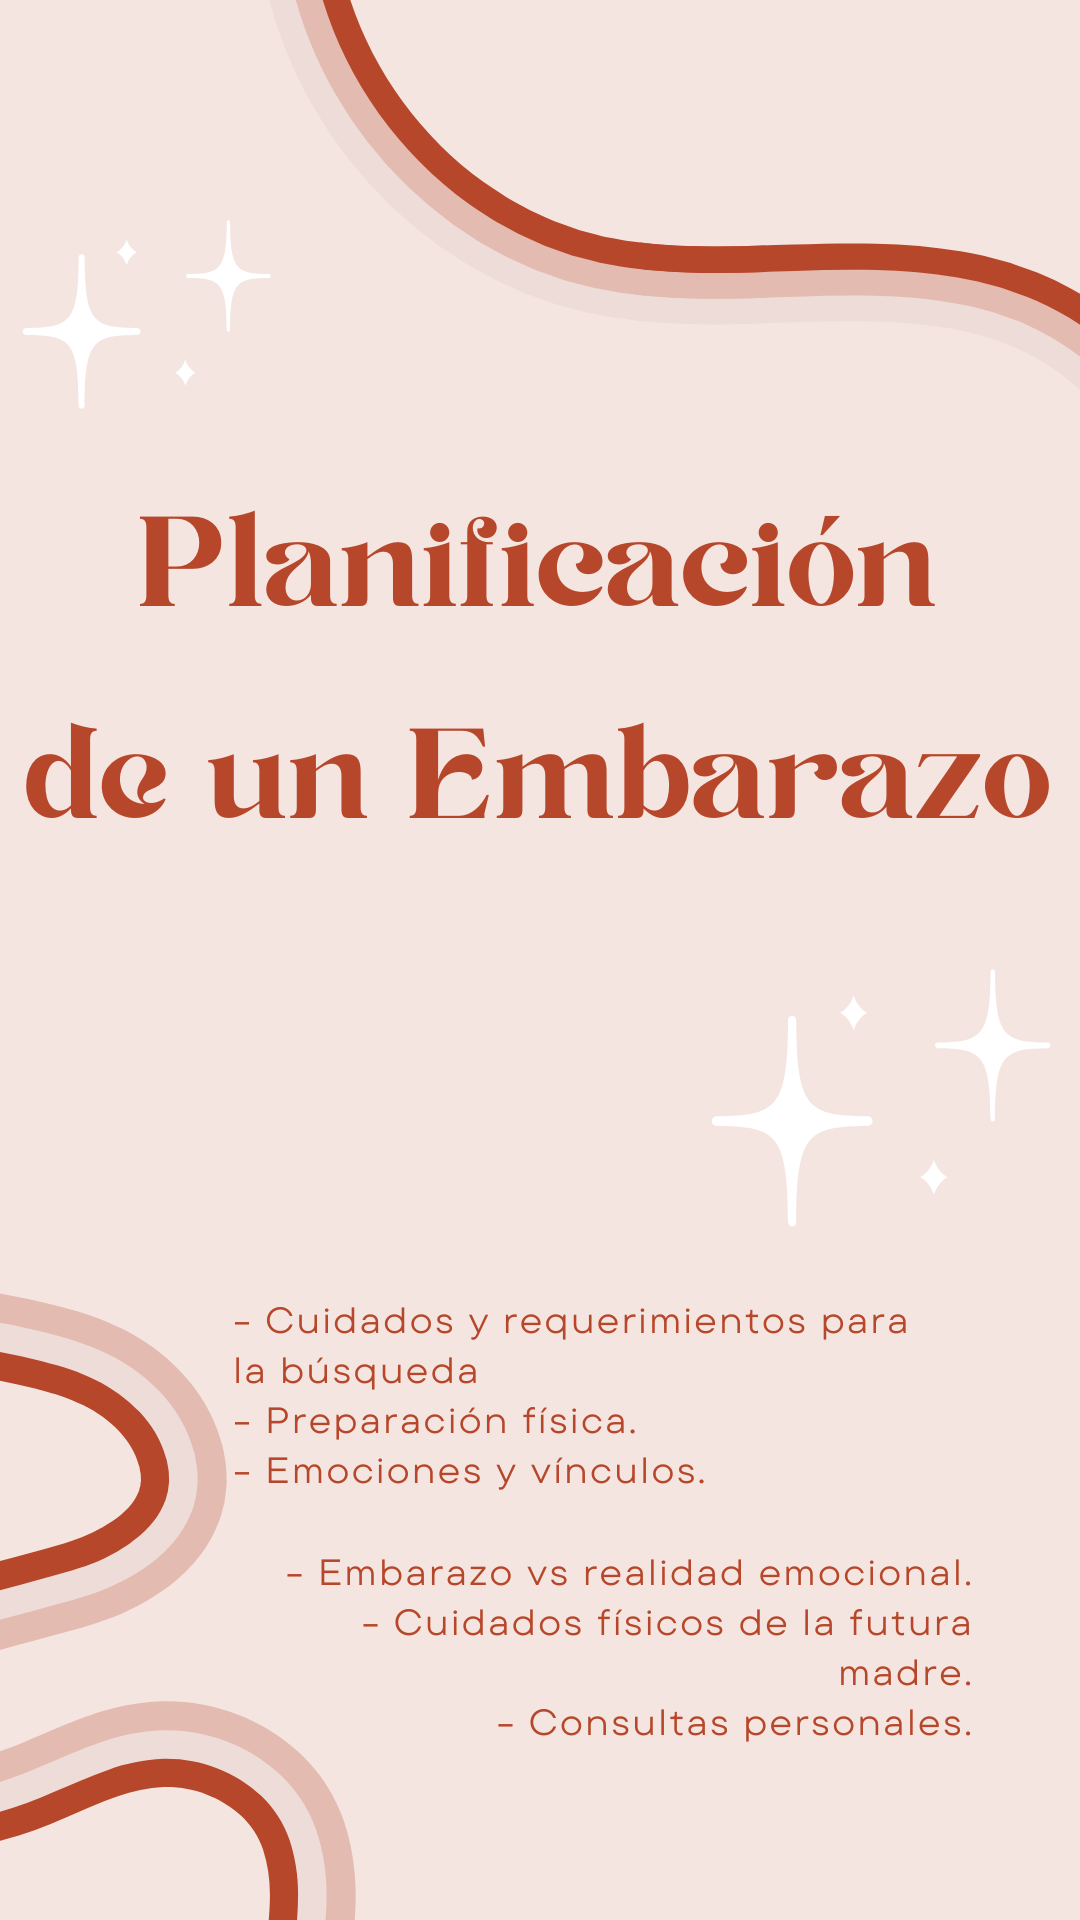 Planificación
de un Embarazo
- Cuidados y requerimientos para
la búsqueda
- Preparación física.
- Emociones y vínculos.
- Embarazo vs realidad emocional.
- Cuidados físicos de la futura
madre.
- Consultas personales.